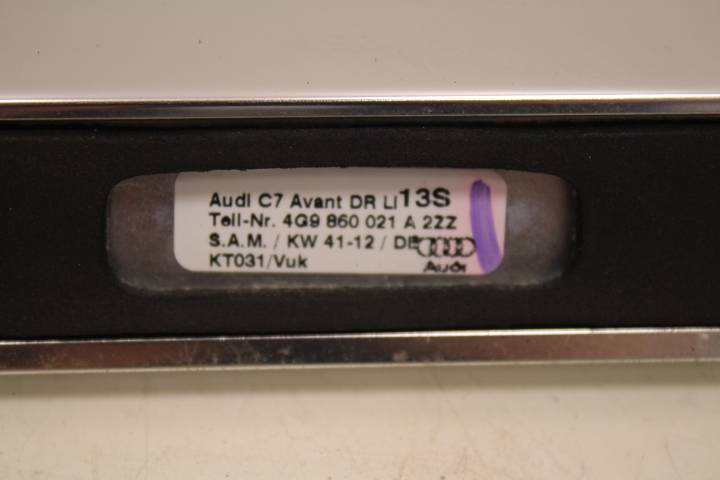 Audi C7 Avant DR LI 13S
Teil-Nr. 4G9 860 021 A 2ZZ
S.A.M. / KW 41-12 / DE
KT031/Vuk
Audi